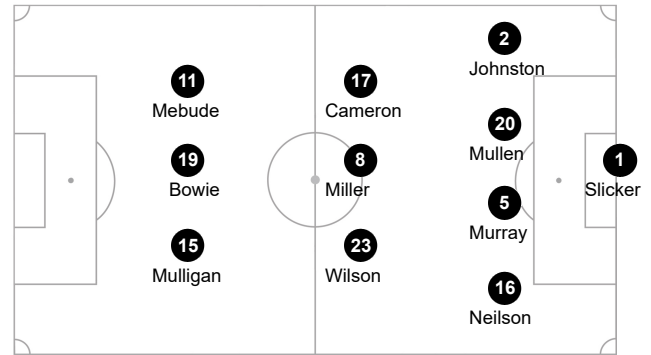 2
Johnston
11
Mebude
17
Cameron
20
Mullen
19
Bowie
8
Miller
1
Slicker
5
Murray
15
Mulligan
23
Wilson
16
Neilson